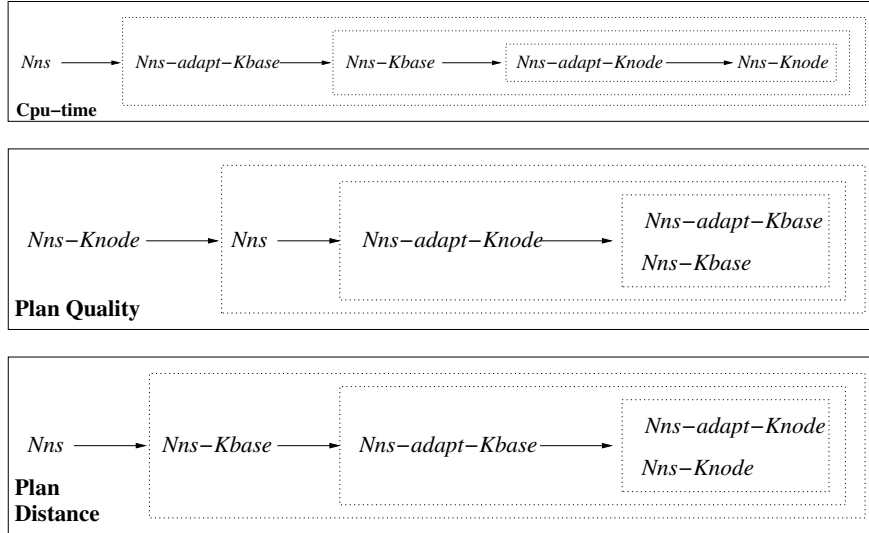 Nns Nns−adapt−Kbase Nns−Kbase Nns−adapt−Knode Nns−Knode
Cpu−time
Nns−Knode Nns Nns−adapt−Knode Nns−adapt−Kbase
Nns−Kbase
Plan Quality
Nns Nns−Kbase Nns−adapt−Kbase Nns−adapt−Knode
Nns−Knode
Plan
Distance